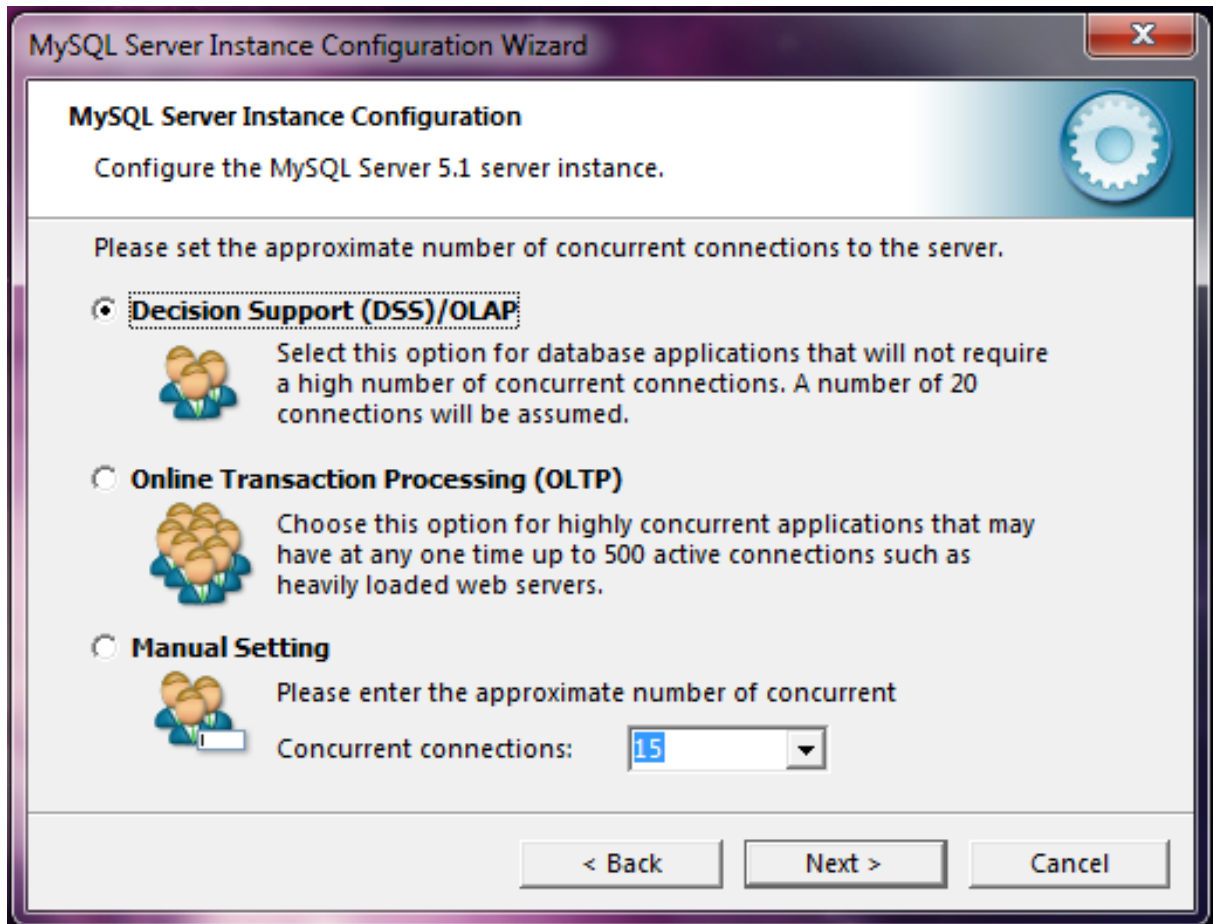 MySQL Server Instance Configuration Wizard
MySQL Server Instance Configuration
Configure the MySQL Server 5.1 server instance.
Please set the approximate number of concurrent connections to the server.
Decision Support (DSS)/OLAP
Select this option for database applications that will not require
a high number of concurrent connections. A number of 20
connections will be assumed.
Online Transaction Processing (OLTP)
Choose this option for highly concurrent applications that may
have at any one time up to 500 active connections such as
heavily loaded web servers.
Manual Setting
Please enter the approximate number of concurrent
Concurrent connections: 15
< Back Next > Cancel